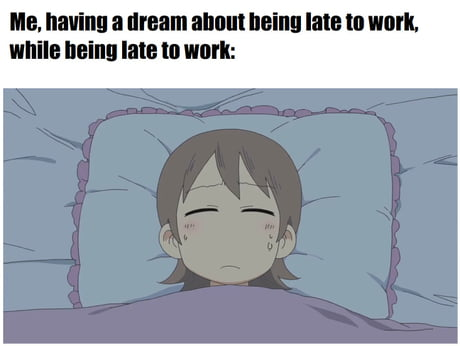 Me, having a dream about being late to work,
while being late to work: